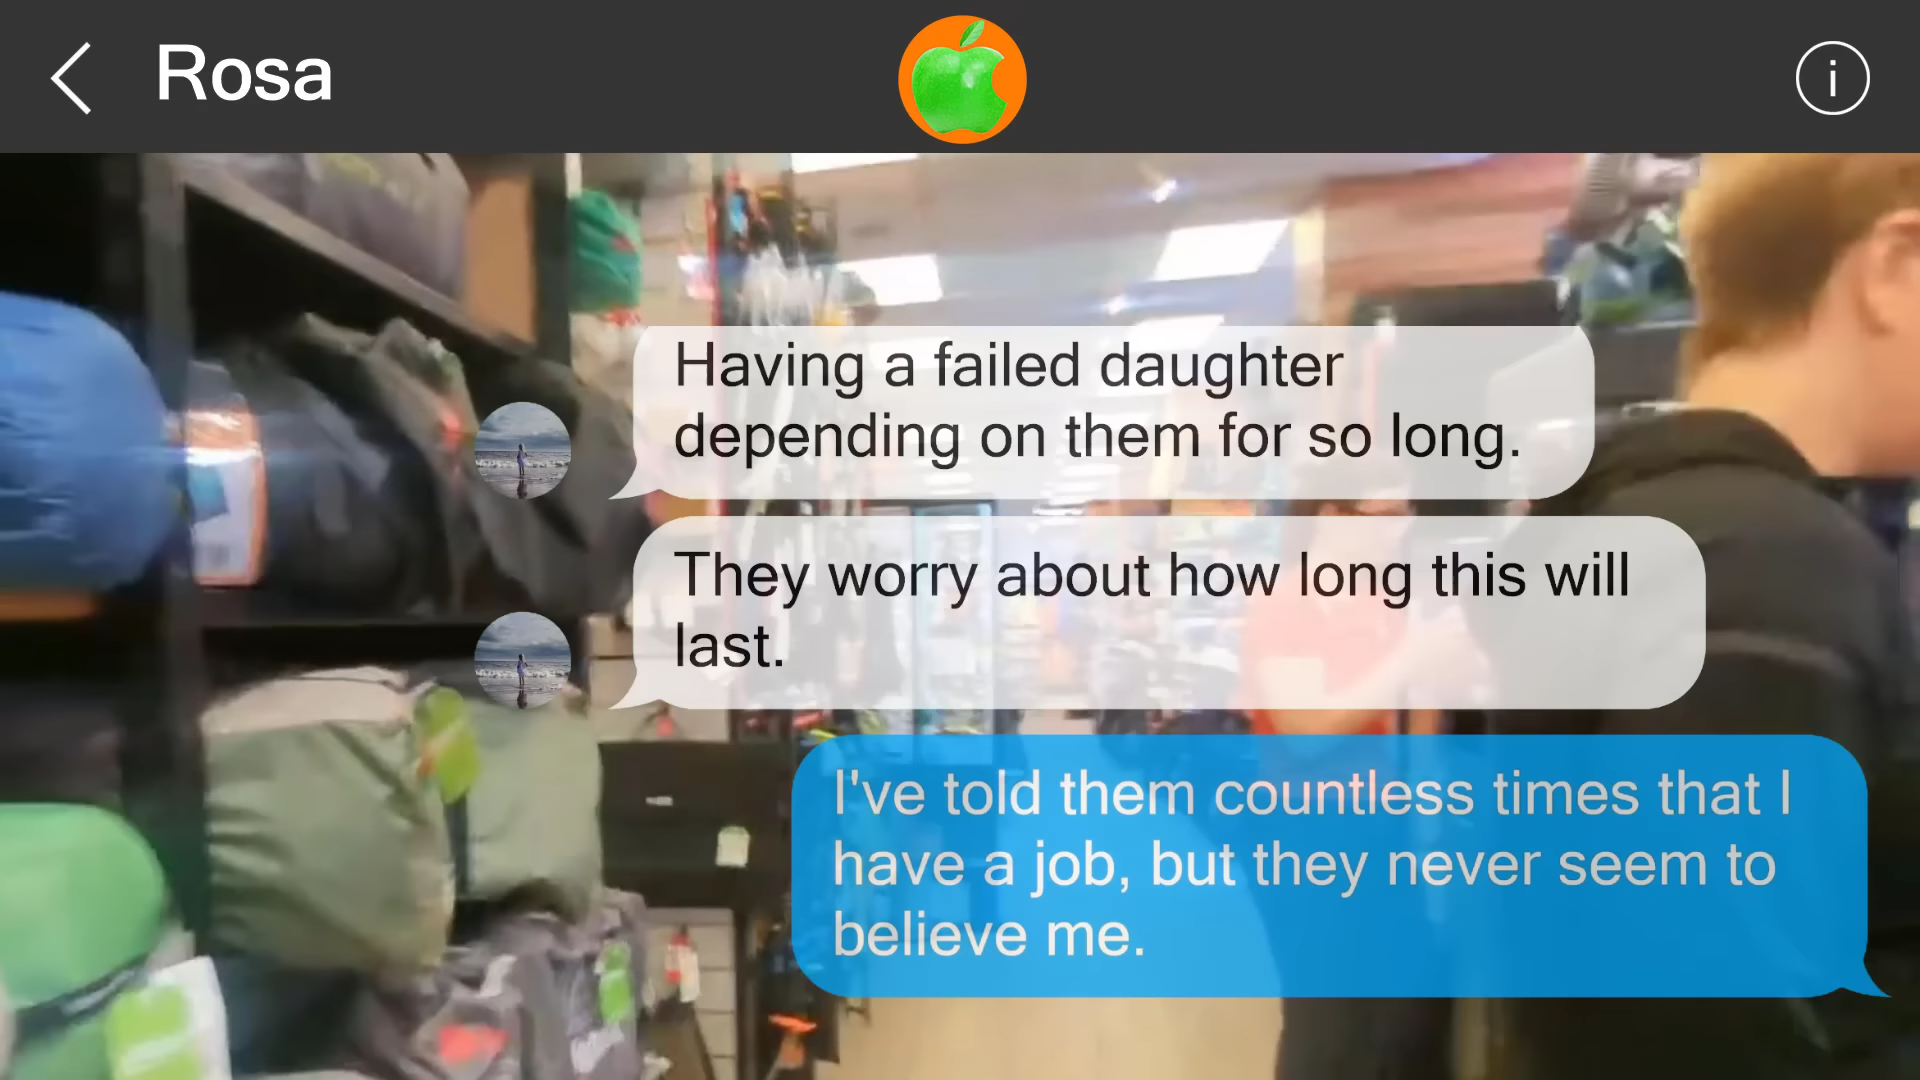 Rosa
Having a failed daughter
depending on them for so long.
They worry about how long this will
last.
I've told them countless times that I
have a job, but they never seem to
believe me.